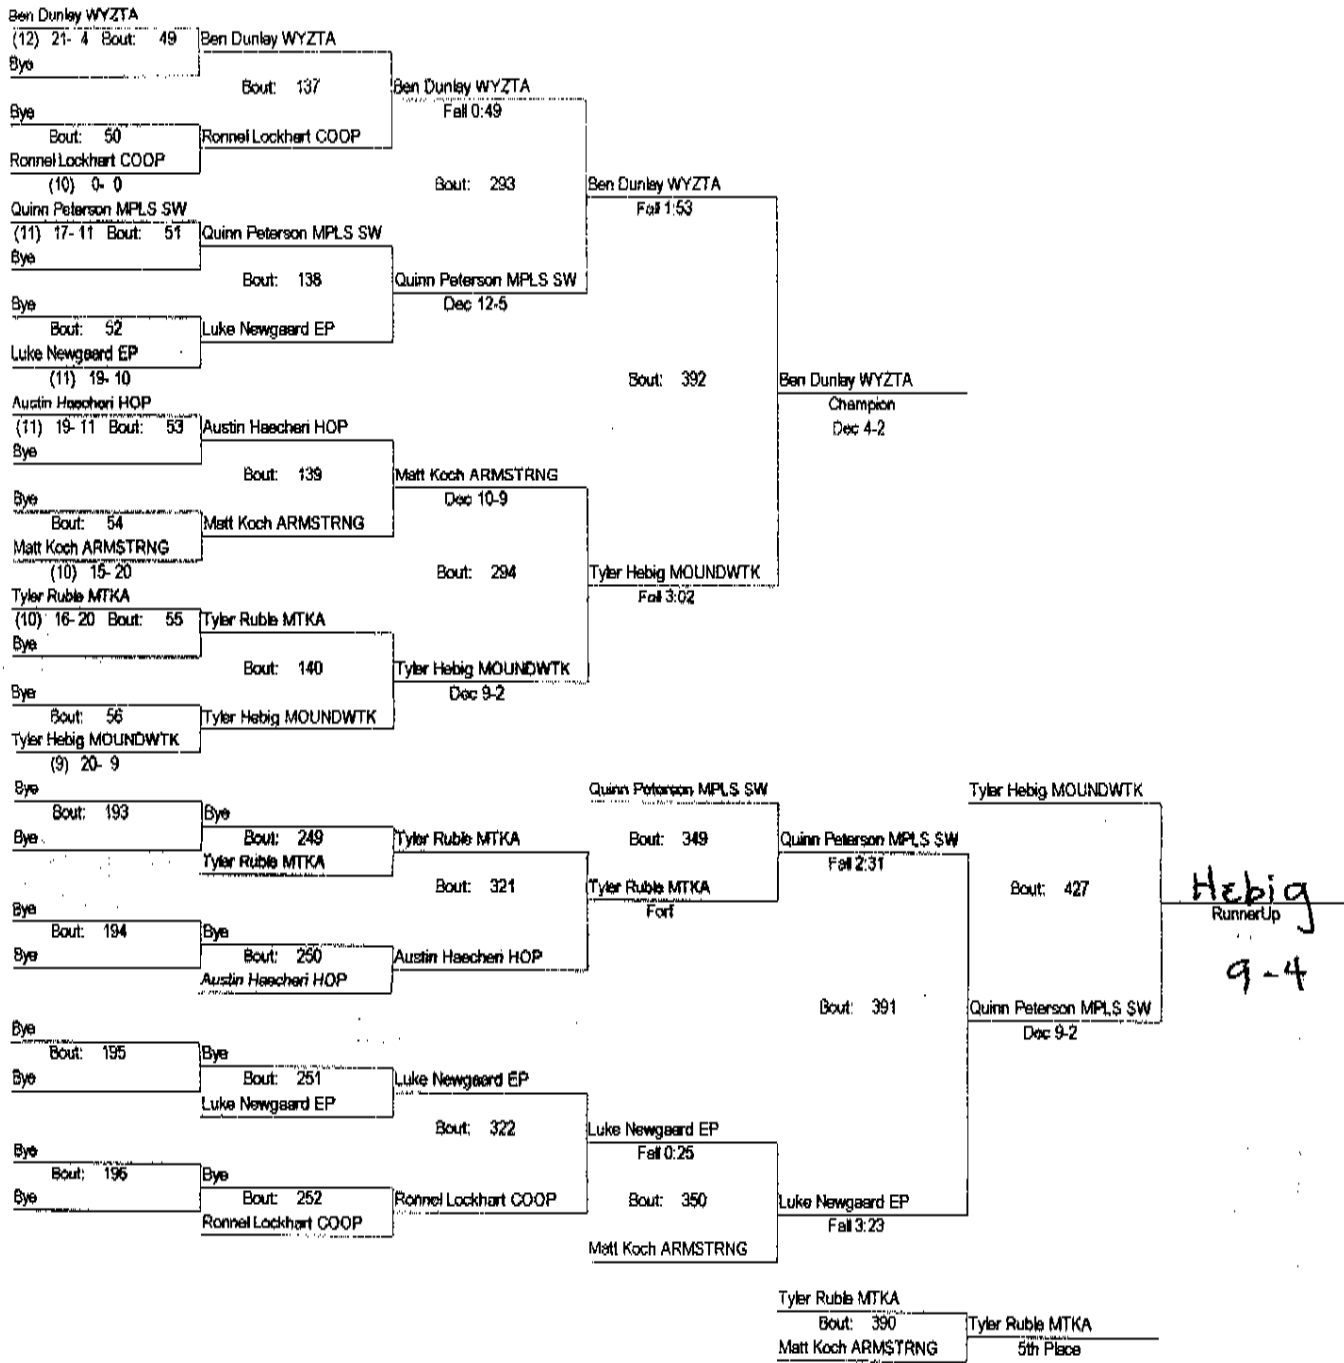 Ben Dunlay WYZTA
(12) 21- 4 Bout: 49
Bye
Ben Dunlay WYZTA
Bout: 137
Bye
Bout: 50
Ronnel Lockhart COOP
(10) 0- 0
Ronnel Lockhart COOP
Ben Dunlay WYZTA
Fall 0:49
Bout: 293
Quinn Peterson MPLS SW
(11) 17- 11 Bout: 51
Bye
Quinn Peterson MPLS SW
Bout: 138
Bye
Bout: 52
Luke Newgaard EP
(11) 19- 10
Luke Newgaard EP
Quinn Peterson MPLS SW
Dec 12-5
Ben Dunlay WYZTA
Fall 1:53
Bout: 392
Austin Haecheri HOP
(11) 19- 11 Bout: 53
Bye
Austin Haecheri HOP
Bout: 139
Bye
Bout: 54
Matt Koch ARMSTRNG
(10) 15- 20
Matt Koch ARMSTRNG
Matt Koch ARMSTRNG
Dec 10-9
Bout: 294
Tyler Ruble MTKA
(10) 16- 20 Bout: 55
Bye
Tyler Ruble MTKA
Bout: 140
Bye
Bout: 56
Tyler Hebig MOUNDWTK
(9) 20- 9
Tyler Hebig MOUNDWTK
Tyler Hebig MOUNDWTK
Dec 9-2
Tyler Hebig MOUNDWTK
Fall 3:02
Ben Dunlay WYZTA
Champion
Dec 4-2
Bye
Bout: 193
Bye
Bye
Bout: 249
Tyler Ruble MTKA
Tyler Ruble MTKA
Bout: 321
Bye
Bout: 194
Bye
Bye
Bout: 250
Austin Haecheri HOP
Austin Haecheri HOP
Quinn Peterson MPLS SW
Bout: 349
Tyler Ruble MTKA
Forf
Quinn Peterson MPLS SW
Fall 2:31
Bout: 391
Bye
Bout: 195
Bye
Bye
Bout: 251
Luke Newgaard EP
Luke Newgaard EP
Bout: 322
Bye
Bout: 196
Bye
Bye
Bout: 252
Ronnel Lockhart COOP
Ronnel Lockhart COOP
Luke Newgaard EP
Fall 0:25
Bout: 350
Matt Koch ARMSTRNG
Luke Newgaard EP
Fall 3:23
Tyler Hebig MOUNDWTK
Bout: 427
Quinn Peterson MPLS SW
Dec 9-2
Hebig
RunnerUp
9-4
Tyler Ruble MTKA
Bout: 390
Matt Koch ARMSTRNG
Tyler Ruble MTKA
5th Place